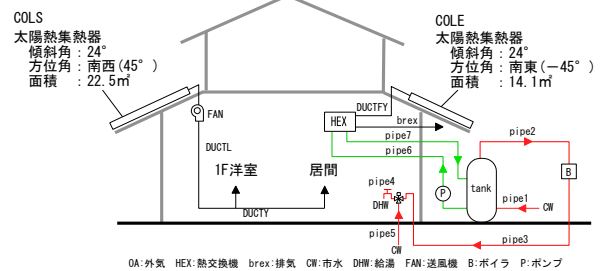 COLS
太陽熱集熱器
傾斜角：24°
方位角：南西(45°)
面積　：22.5㎡
COLE
太陽熱集熱器
傾斜角：24°
方位角：南東(－45°)
面積　：14.1㎡
FAN
DUCTFY
HEX
brex
DUCTL
pipe7
pipe6
pipe2
1F洋室
居間
P
tank
B
pipe4
DHW
pipe1
CW
DUCTY
pipe5
pipe3
CW
OA:外気 HEX:熱交換機 brex:排気 CW:市水 DHW:給湯 FAN:送風機 B:ボイラ P:ポンプ